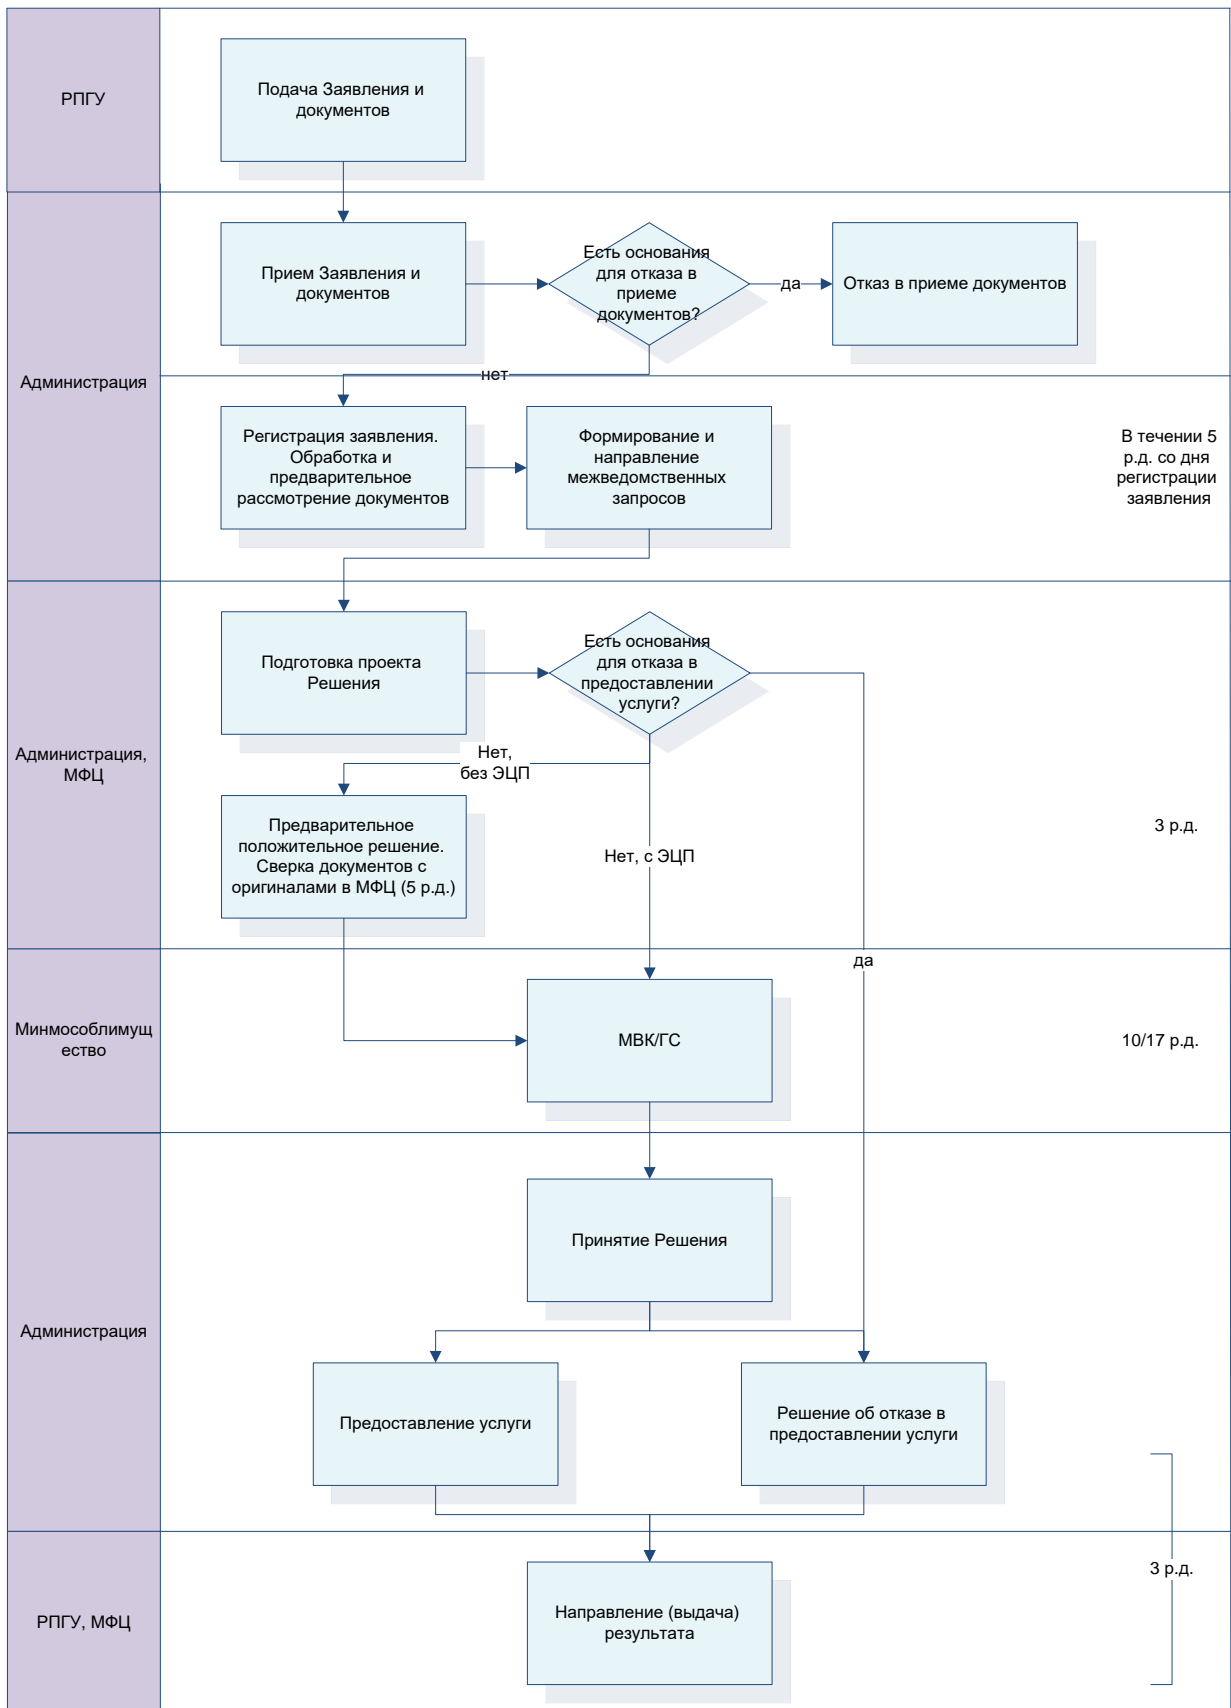 РПГУ
Подача Заявления и
документов
Администрация
Прием Заявления и
документов
Есть основания
для отказа в
приеме
документов?
да
Отказ в приеме документов
нет
Регистрация заявления.
Обработка и
предварительное
рассмотрение документов
Формирование и
направление
межведомственных
запросов
В течении 5
р.д. со дня
регистрации
заявления
Администрация,
МФЦ
Подготовка проекта
Решения
Есть основания
для отказа в
предоставлении
услуги?
Нет,
без ЭЦП
Предварительное
положительное решение.
Сверка документов с
оригиналами в МФЦ (5 р.д.)
Нет, с ЭЦП
3 р.д.
да
Минмособлимущ
ество
МВК/ГС
10/17 р.д.
Администрация
Принятие Решения
Предоставление услуги
Решение об отказе в
предоставлении услуги
3 р.д.
РПГУ, МФЦ
Направление (выдача)
результата